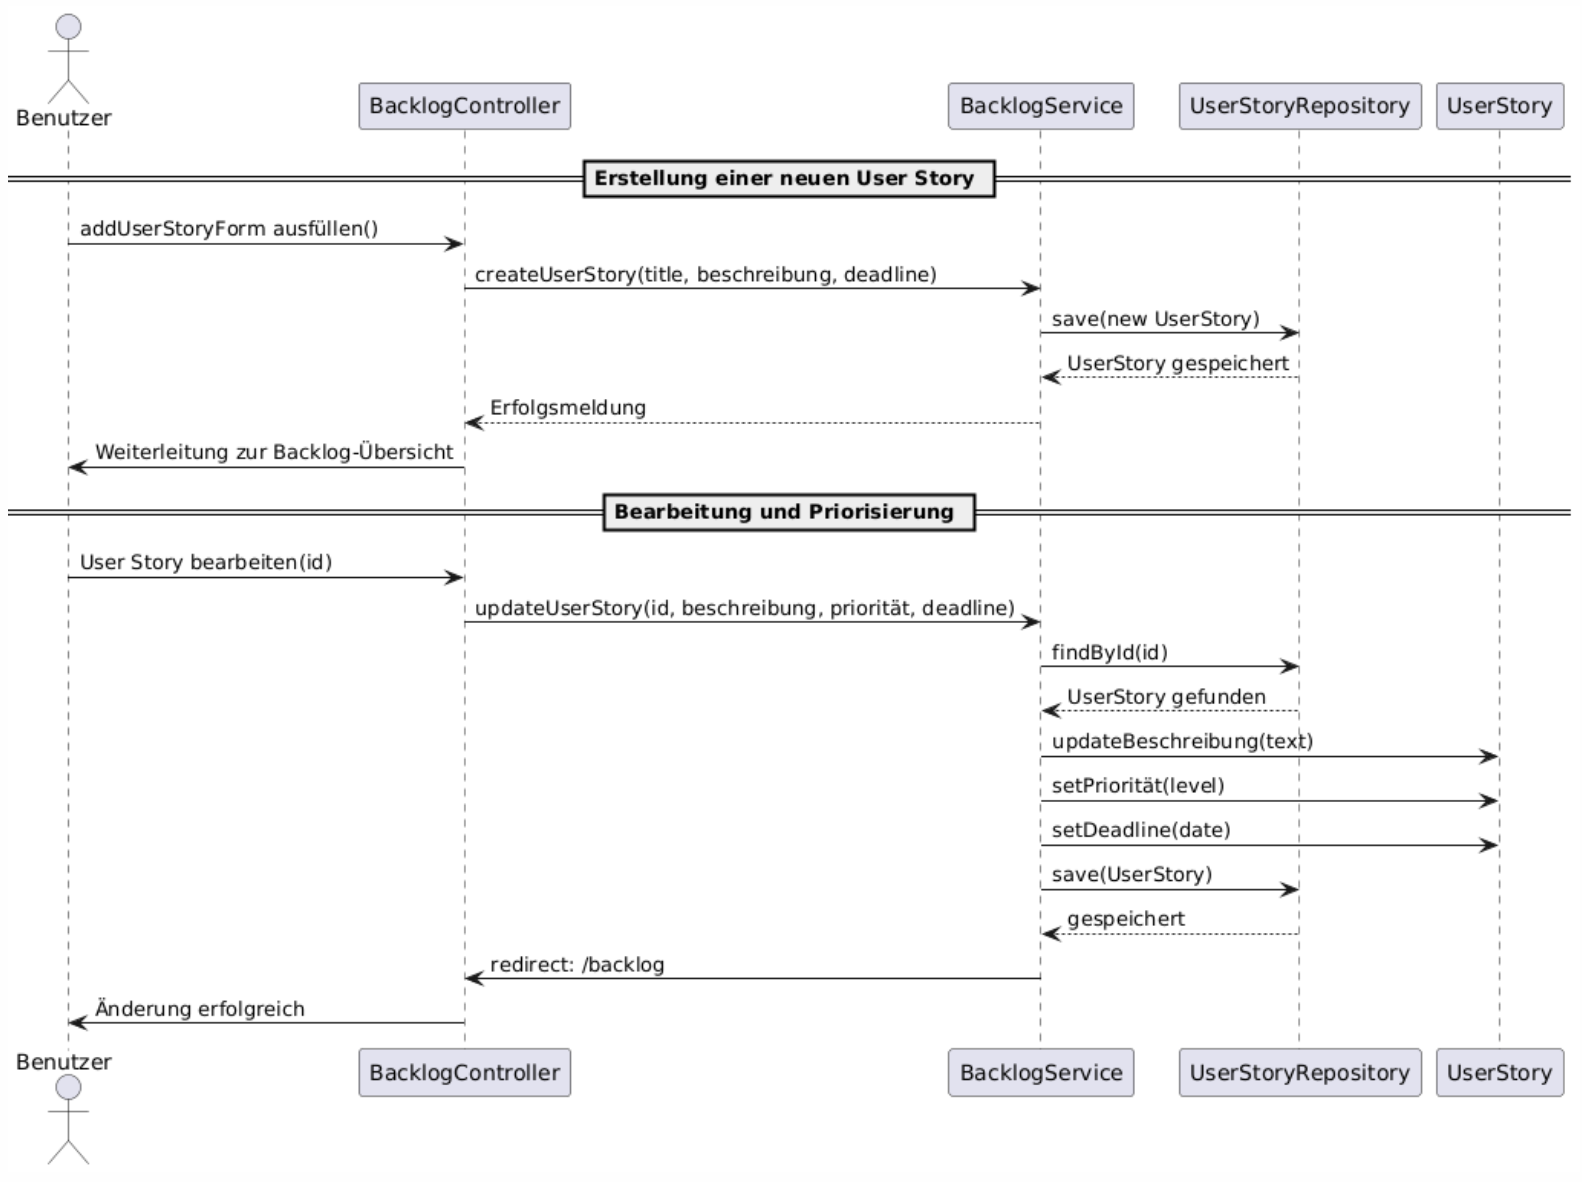 Benutzer
BacklogController
BacklogService
UserStoryRepository
UserStory
Erstellung einer neuen User Story
addUserStoryForm ausfüllen()
createUserStory(title, beschreibung, deadline)
save(new UserStory)
UserStory gespeichert
Erfolgsmeldung
Weiterleitung zur Backlog-Übersicht
Bearbeitung und Priorisierung
User Story bearbeiten(id)
updateUserStory(id, beschreibung, priorität, deadline)
findById(id)
UserStory gefunden
updateBeschreibung(text)
setPriorität(level)
setDeadline(date)
save(UserStory)
gespeichert
redirect: /backlog
Änderung erfolgreich
Benutzer
BacklogController
BacklogService
UserStoryRepository
UserStory